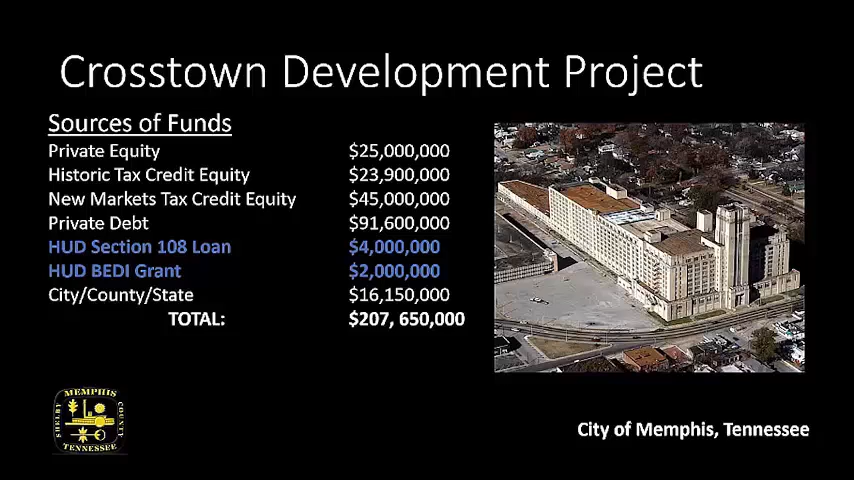 Crosstown Development Project
Sources of Funds
Private Equity $25,000,000
Historic Tax Credit Equity $23,900,000
New Markets Tax Credit Equity $45,000,000
Private Debt $91,600,000
HUD Section 108 Loan $4,000,000
HUD BEDI Grant $2,000,000
City/County/State $16,150,000
TOTAL: $207, 650,000
MEMPHIS
SHELBY COUNTY
TENNESSEE
City of Memphis, Tennessee